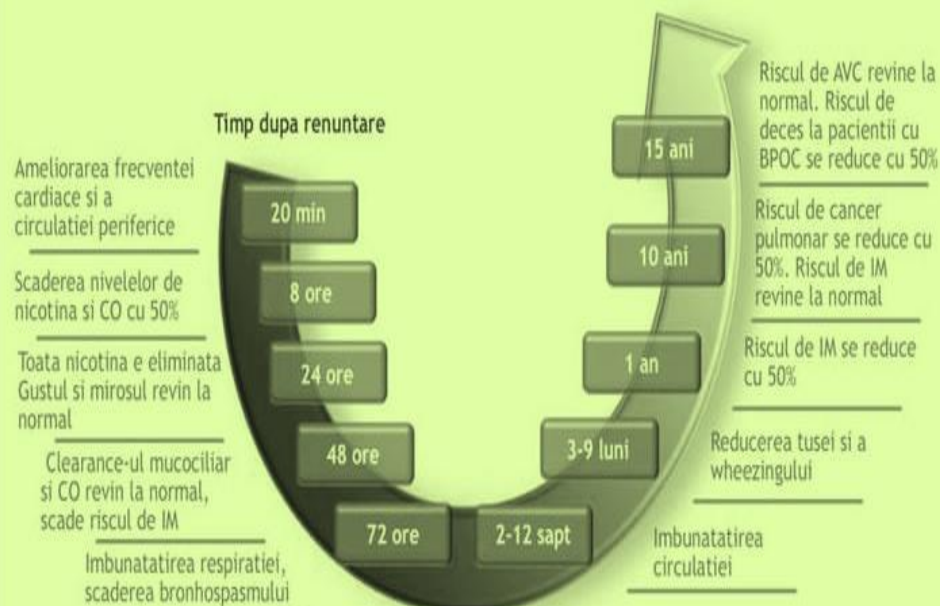 Timp dupa renuntare
20 min
Ameliorarea frecventei
cardiace si a
circulatiei periferice
8 ore
Scaderea nivelelor de
nicotina si CO cu 50%
24 ore
Toata nicotina e eliminata
Gustul si mirosul revin la
normal
48 ore
Clearance-ul mucociliar
si CO revin la normal,
scade riscul de IM
72 ore
Imbunatatirea respiratiei,
scaderea bronhospasmului
2-12 sapt
Imbunatatirea
circulatiei
3-9 luni
Reducerea tusei si a
wheezingului
1 an
Riscul de IM se reduce
cu 50%
10 ani
Riscul de cancer
pulmonar se reduce cu
50%. Riscul de IM
revine la normal
15 ani
Riscul de AVC revine la
normal. Riscul de
deces la pacientii cu
BPOC se reduce cu 50%